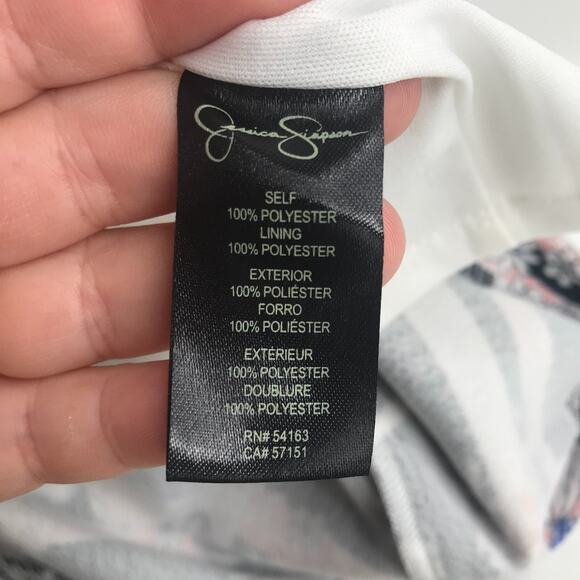 Jessica Simpson
SELF
100% POLYESTER
LINING
100% POLYESTER
EXTERIOR
100% POLIÉSTER
FORRO
100% POLIÉSTER
EXTÉRIEUR
100% POLYESTER
DOUBLURE
100% POLYESTER
RN# 54163
CA# 57151